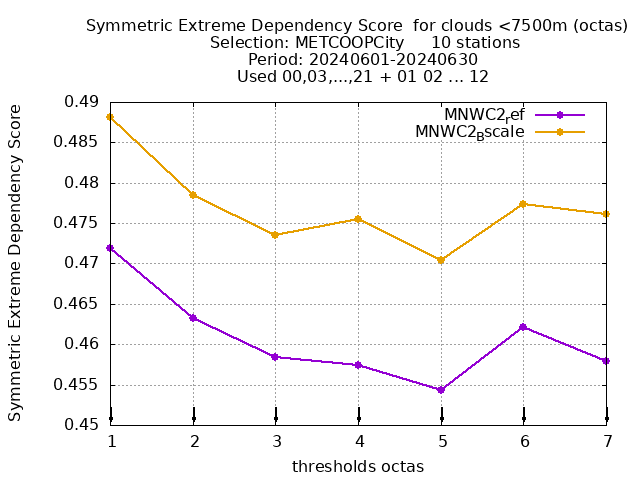 Symmetric Extreme Dependency Score  for clouds <7500m (octas)
Selection: METCOOPCity     10 stations
Period: 20240601-20240630
Used 00,03,...,21 + 01 02 ... 12
MNWC2ref
MNWC2Bscale
0.49
0.485
0.48
0.475
0.47
0.465
0.46
0.455
0.45
Symmetric Extreme Dependency Score
1 2 3 4 5 6 7
thresholds octas